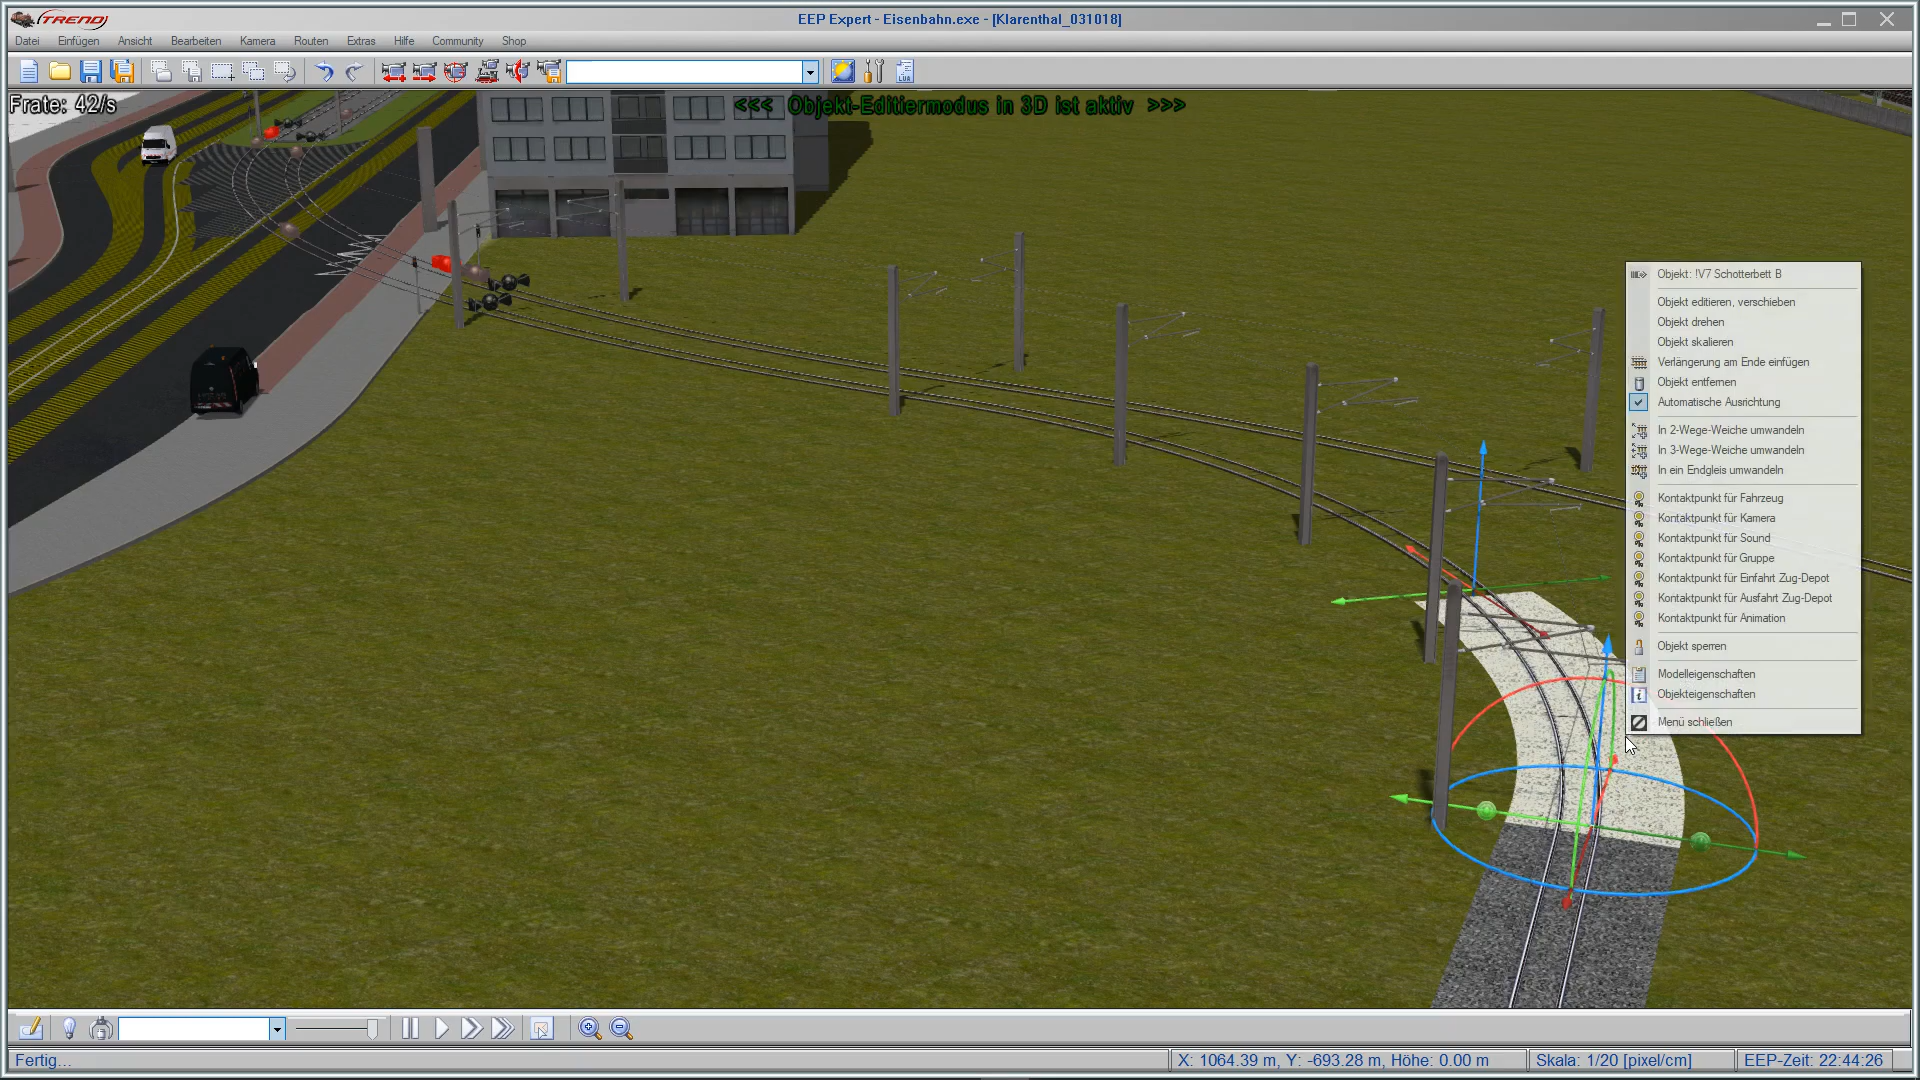 TREND
EEP Expert - Eisenbahn.exe - [Klarenthal_031018]
Datei Einfügen Ansicht Bearbeiten Kamera Routen Extras Hilfe Community Shop
LUA
Frate: 42/s
<<< Objekt-Editiermodus in 3D ist aktiv >>>
Objekt: !V7 Schotterbett B
Objekt editieren, verschieben
Objekt drehen
Objekt skalieren
Verlängerung am Ende einfügen
Objekt entfernen
Automatische Ausrichtung
In 2-Wege-Weiche umwandeln
In 3-Wege-Weiche umwandeln
In ein Endgleis umwandeln
Kontaktpunkt für Fahrzeug
Kontaktpunkt für Kamera
Kontaktpunkt für Sound
Kontaktpunkt für Gruppe
Kontaktpunkt für Einfahrt Zug-Depot
Kontaktpunkt für Ausfahrt Zug-Depot
Kontaktpunkt für Animation
Objekt sperren
Modelleigenschaften
Objekteigenschaften
Menü schließen
Fertig...
X: 1064.39 m, Y: -693.28 m, Höhe: 0.00 m
Skala: 1/20 [pixel/cm]
EEP-Zeit: 22:44:26